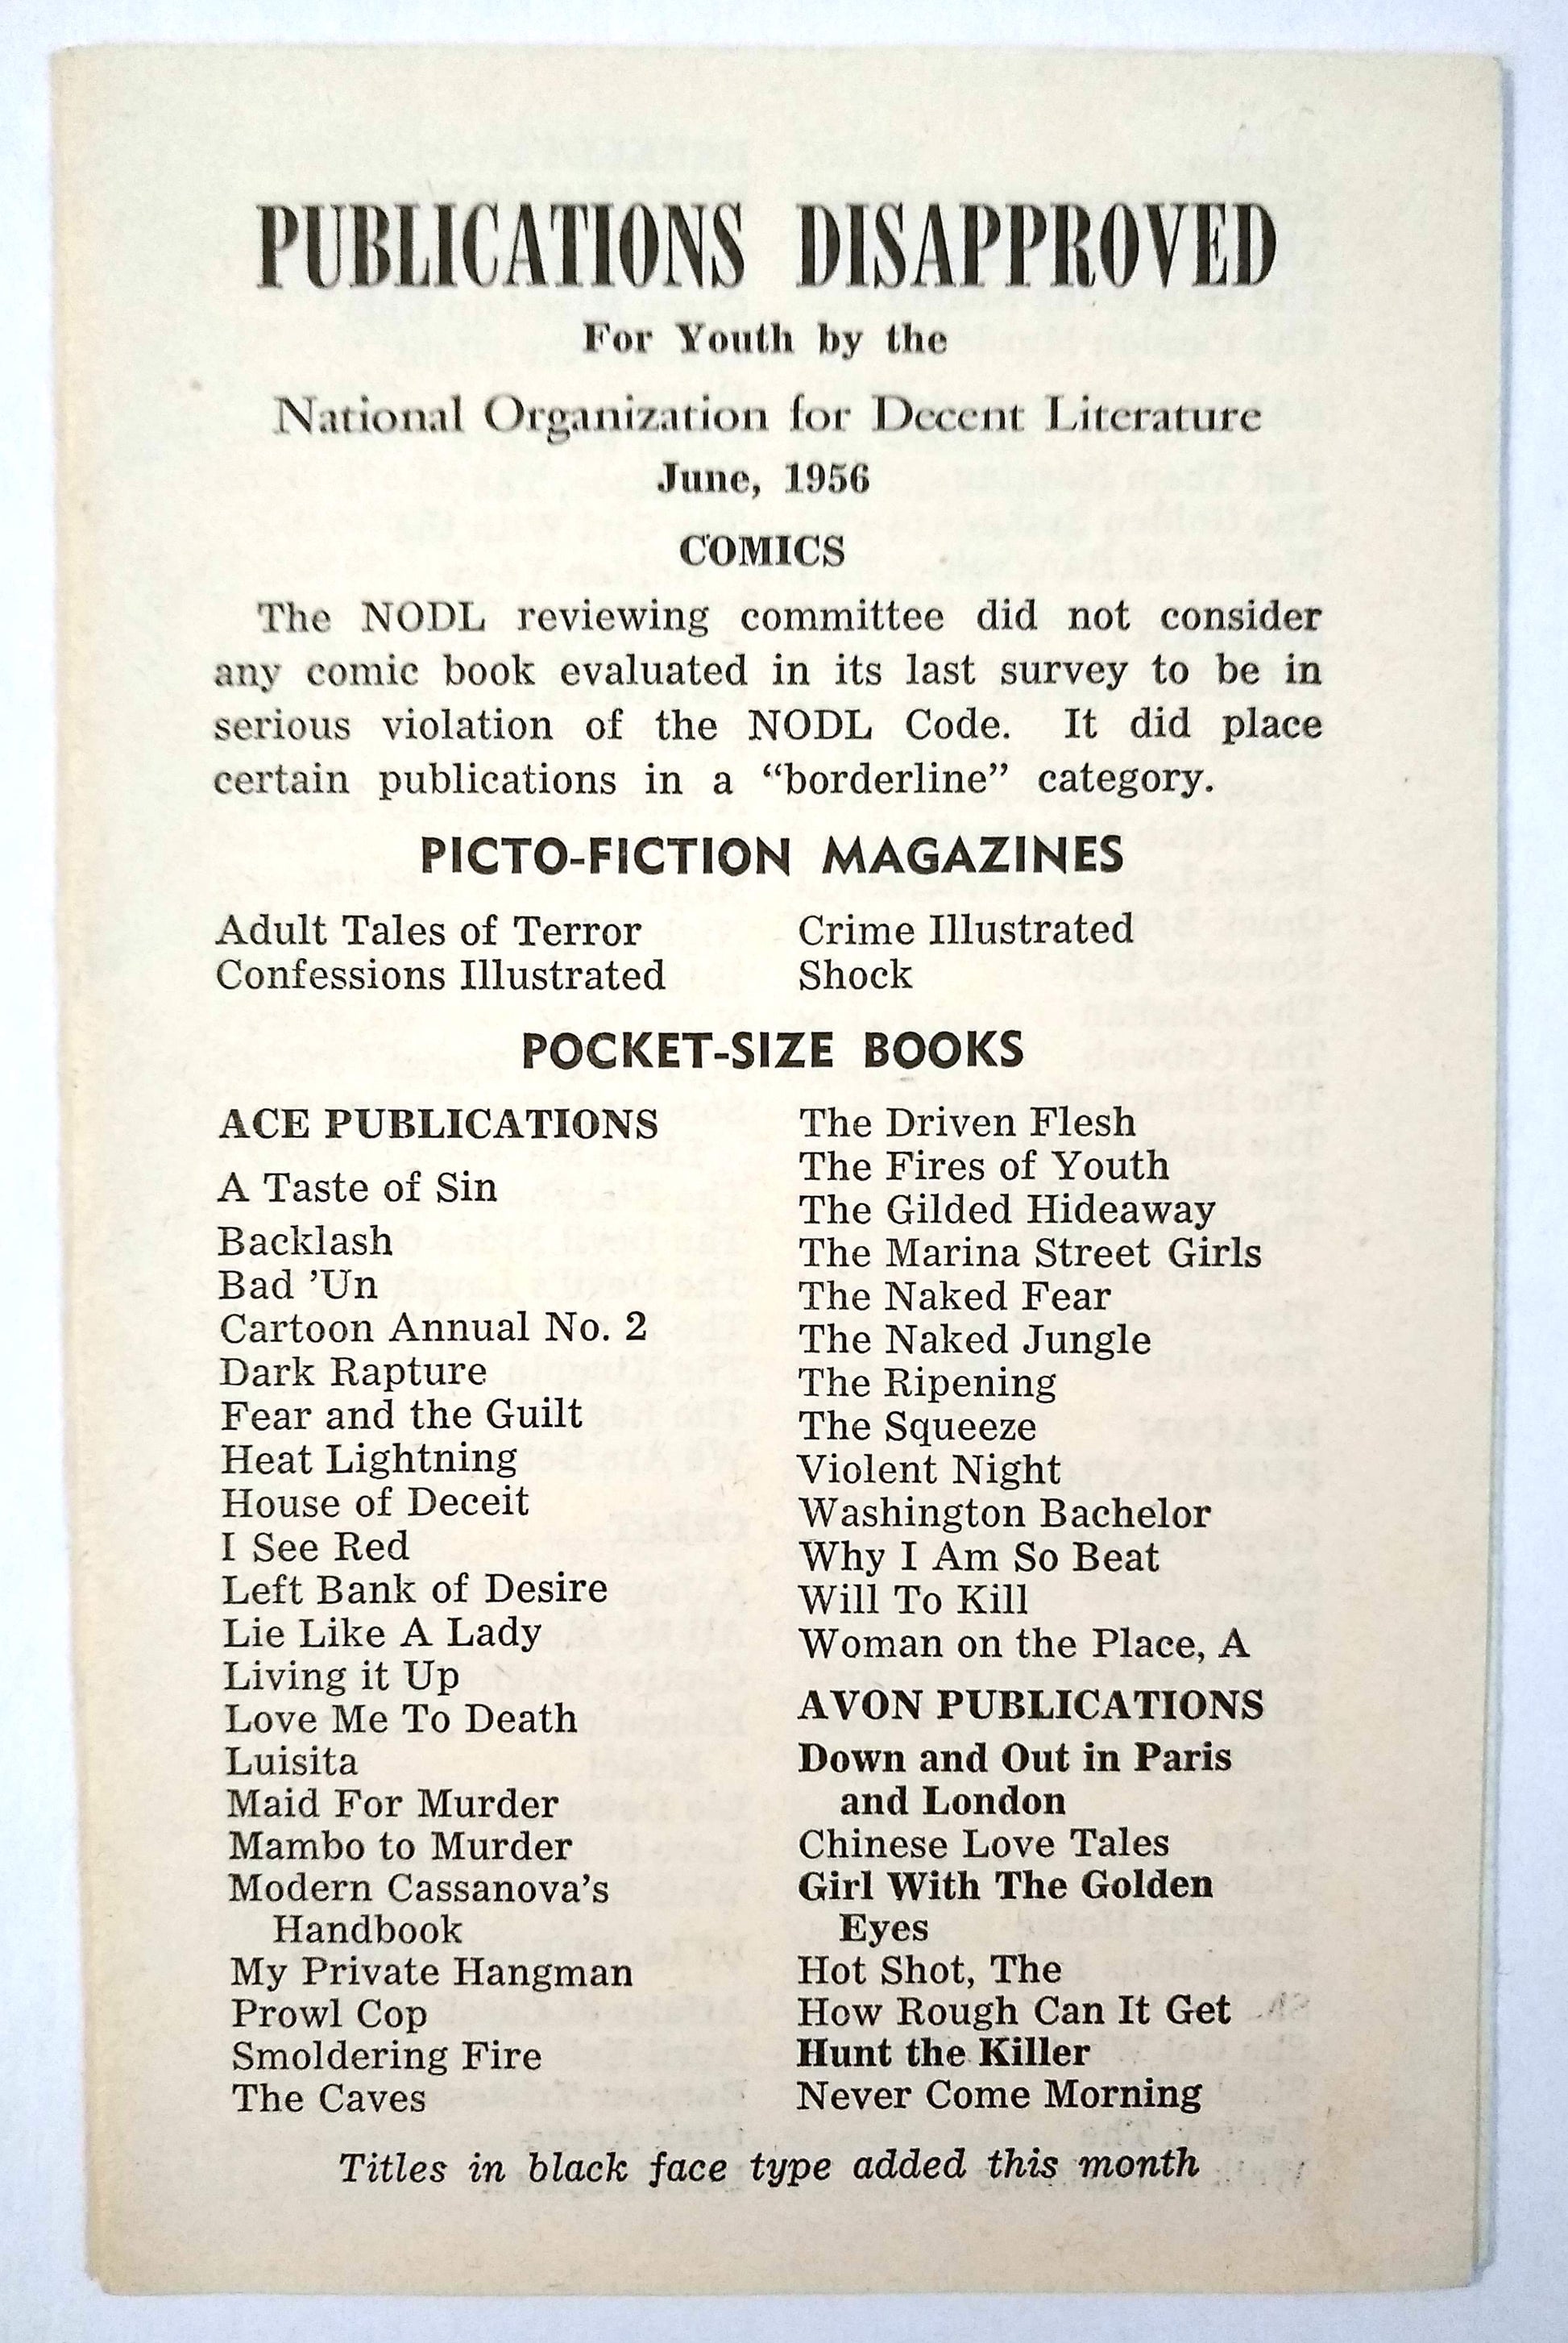 PUBLICATIONS DISAPPROVED
For Youth by the
National Organization for Decent Literature
June, 1956
COMICS
The NODL reviewing committee did not consider
any comic book evaluated in its last survey to be in
serious violation of the NODL Code. It did place
certain publications in a “borderline” category.
PICTO-FICTION MAGAZINES
Adult Tales of Terror
Confessions Illustrated
Crime Illustrated
Shock
POCKET-SIZE BOOKS
ACE PUBLICATIONS
A Taste of Sin
Backlash
Bad ’Un
Cartoon Annual No. 2
Dark Rapture
Fear and the Guilt
Heat Lightning
House of Deceit
I See Red
Left Bank of Desire
Lie Like A Lady
Living it Up
Love Me To Death
Luisita
Maid For Murder
Mambo to Murder
Modern Cassanova’s
Handbook
My Private Hangman
Prowl Cop
Smoldering Fire
The Caves
The Driven Flesh
The Fires of Youth
The Gilded Hideaway
The Marina Street Girls
The Naked Fear
The Naked Jungle
The Ripening
The Squeeze
Violent Night
Washington Bachelor
Why I Am So Beat
Will To Kill
Woman on the Place, A
AVON PUBLICATIONS
Down and Out in Paris
and London
Chinese Love Tales
Girl With The Golden
Eyes
Hot Shot, The
How Rough Can It Get
Hunt the Killer
Never Come Morning
Titles in black face type added this month